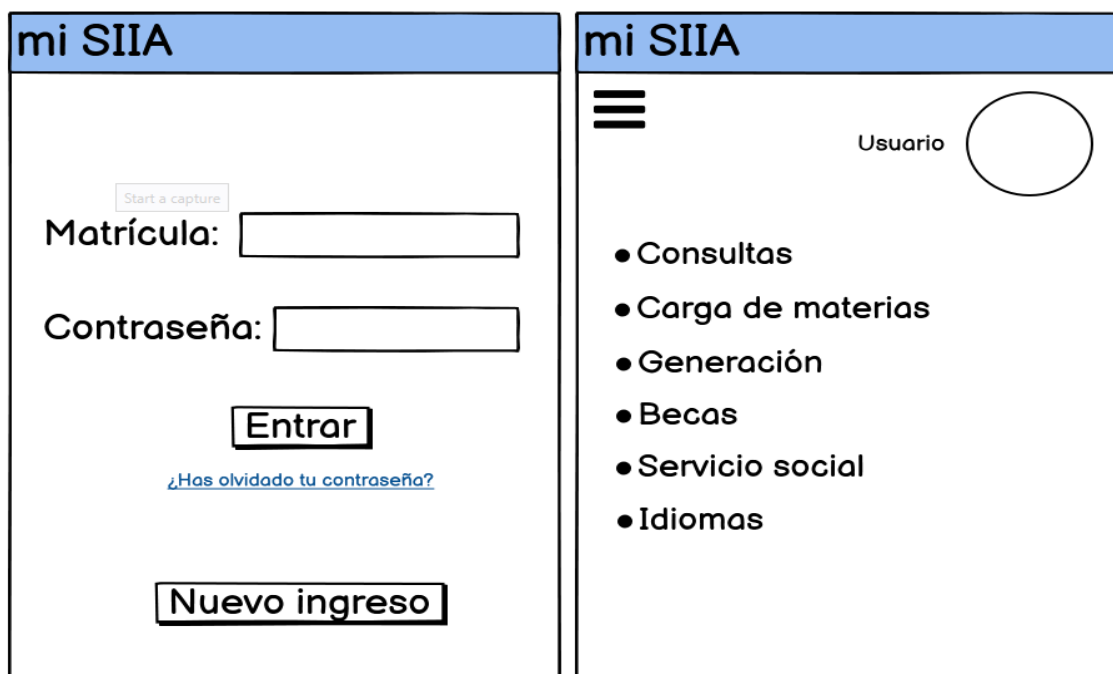 mi SIIA
Start a capture
Matrícula:
Contraseña:
Entrar
¿Has olvidado tu contraseña?
Nuevo ingreso
mi SIIA
Usuario
Consultas
Carga de materias
Generación
Becas
Servicio social
Idiomas